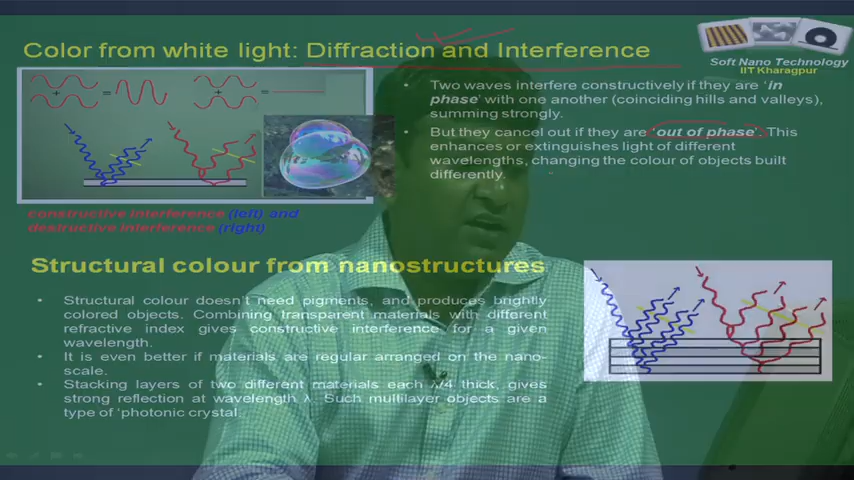 Color from white light: Diffraction and Interference
Soft Nano Technology
IIT Kharagpur
+ =
+ =
constructive interference (left) and
destructive interference (right)
• Two waves interfere constructively if they are 'in
phase' with one another (coinciding hills and valleys),
summing strongly.
• But they cancel out if they are 'out of phase'. This
enhances or extinguishes light of different
wavelengths, changing the colour of objects built
differently.
Structural colour from nanostructures
• Structural colour doesn't need pigments, and produces brightly
colored objects. Combining transparent materials with different
refractive index gives constructive interference for a given
wavelength.
• It is even better if materials are regular arranged on the nano-
scale.
• Stacking layers of two different materials each λ/4 thick, gives
strong reflection at wavelength λ. Such multilayer objects are a
type of 'photonic crystal